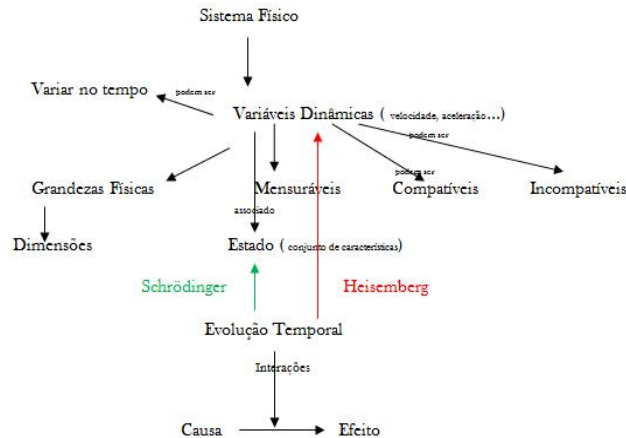 Sistema Físico
Variar no tempo
podem ser
Variáveis Dinâmicas ( velocidade, aceleração...)
podem ser
podem ser
Grandezas Físicas
Mensuráveis
Compatíveis
Incompatíveis
associado
Dimensões
Estado ( conjunto de características)
Schrödinger
Heisemberg
Evolução Temporal
Interações
Causa
Efeito